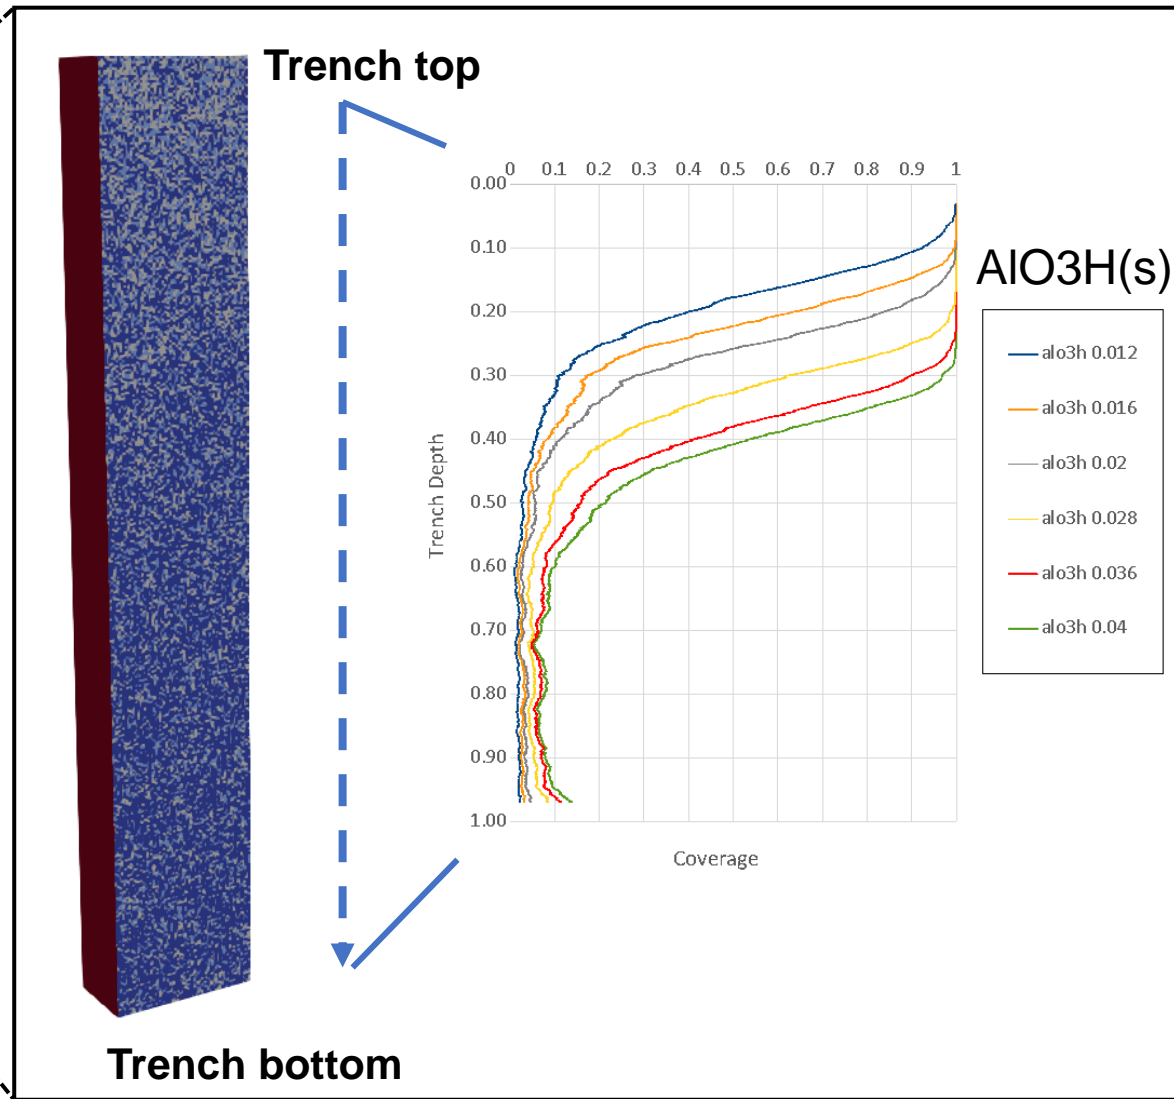 Trench top
0 0.1 0.2 0.3 0.4 0.5 0.6 0.7 0.8 0.9 1
0.00
0.10
0.20
0.30
0.40
0.50
0.60
0.70
0.80
0.90
1.00
Trench Depth
Coverage
AlO3H(s)
alo3h 0.012
alo3h 0.016
alo3h 0.02
alo3h 0.028
alo3h 0.036
alo3h 0.04
Trench bottom